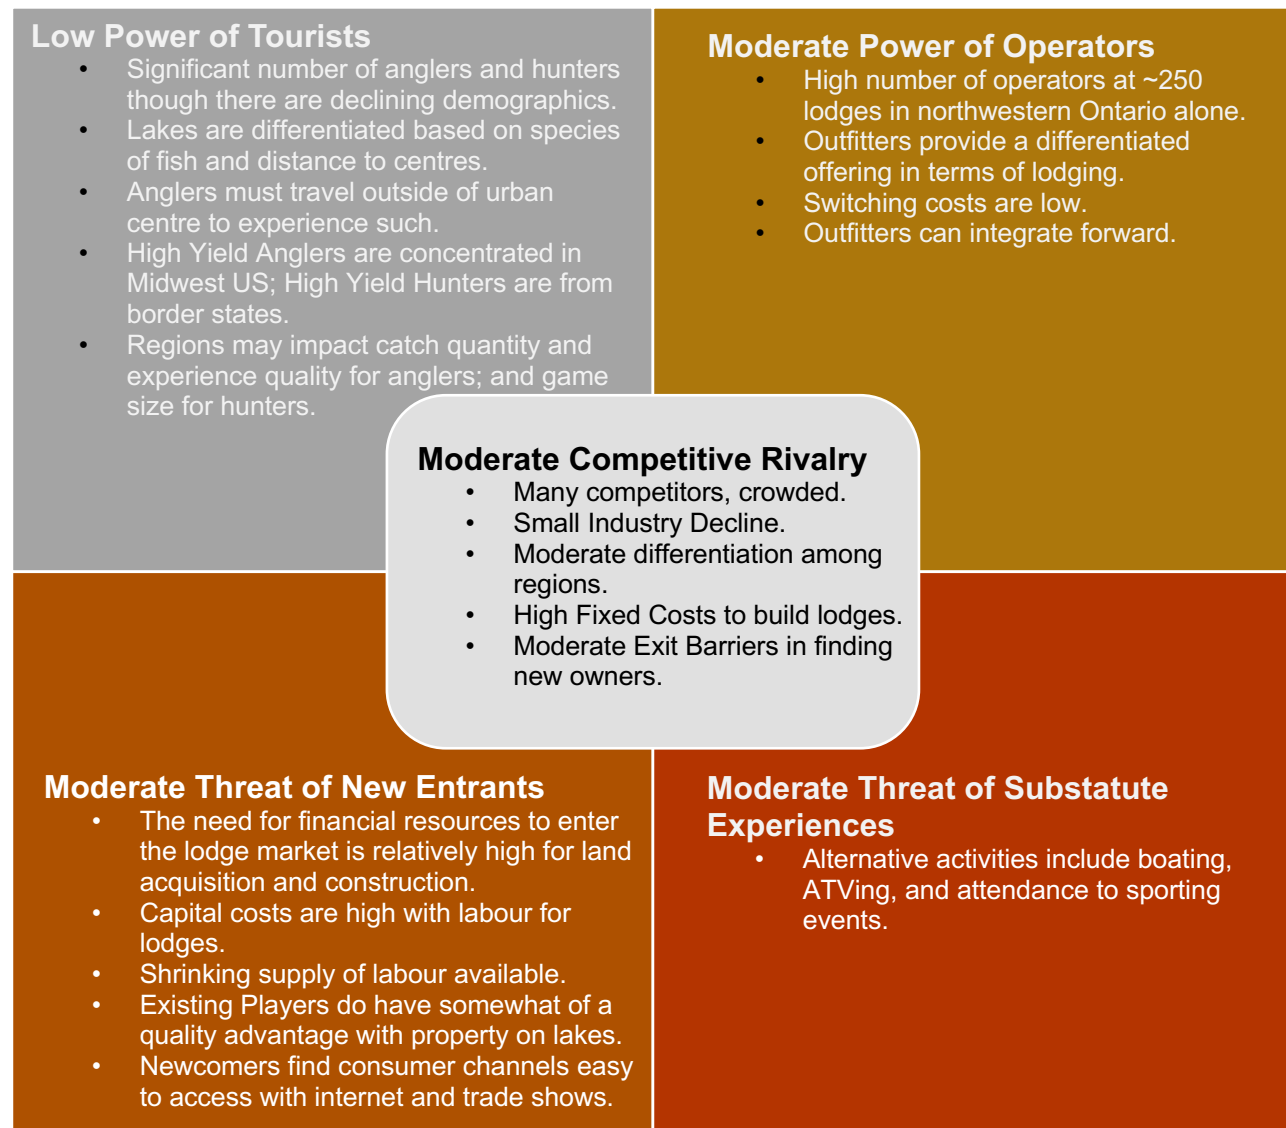 Low Power of Tourists
• Significant number of anglers and hunters
though there are declining demographics.
• Lakes are differentiated based on species
of fish and distance to centres.
• Anglers must travel outside of urban
centre to experience such.
• High Yield Anglers are concentrated in
Midwest US; High Yield Hunters are from
border states.
• Regions may impact catch quantity and
experience quality for anglers; and game
size for hunters.
Moderate Power of Operators
• High number of operators at ~250
lodges in northwestern Ontario alone.
• Outfitters provide a differentiated
offering in terms of lodging.
• Switching costs are low.
• Outfitters can integrate forward.
Moderate Competitive Rivalry
• Many competitors, crowded.
• Small Industry Decline.
• Moderate differentiation among
regions.
• High Fixed Costs to build lodges.
• Moderate Exit Barriers in finding
new owners.
Moderate Threat of New Entrants
• The need for financial resources to enter
the lodge market is relatively high for land
acquisition and construction.
• Capital costs are high with labour for
lodges.
• Shrinking supply of labour available.
• Existing Players do have somewhat of a
quality advantage with property on lakes.
• Newcomers find consumer channels easy
to access with internet and trade shows.
Moderate Threat of Substatute
Experiences
• Alternative activities include boating,
ATVing, and attendance to sporting
events.